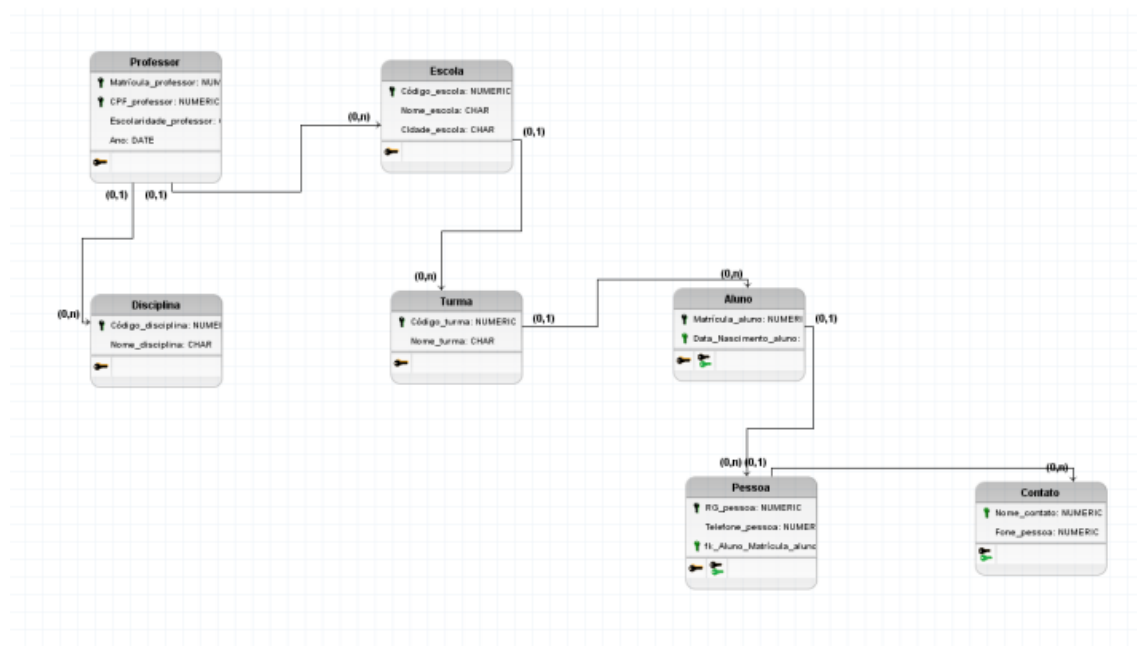 Professor
Matrícula_professor: NUM
CPF_professor: NUMERIC
Escolaridade_professor:
Ano: DATE
(0,1)
(0,1)
Escola
Código_escola: NUMERIC
Nome_escola: CHAR
Cidade_escola: CHAR
(0,n)
(0,1)
Disciplina
Código_disciplina: NUMEI
Nome_disciplina: CHAR
(0,n)
Turma
Código_turma: NUMERIC
Nome_turma: CHAR
(0,n)
(0,1)
Aluno
Matrícula_aluno: NUMERI
Data_Nascimento_aluno:
(0,n)
(0,1)
(0,n) (0,1)
Pessoa
RG_pessoa: NUMERIC
Telefone_pessoa: NUMER
fk_Aluno_Matrícula_aluno
(0,n)
Contato
Nome_contato: NUMERIC
Fone_pessoa: NUMERIC